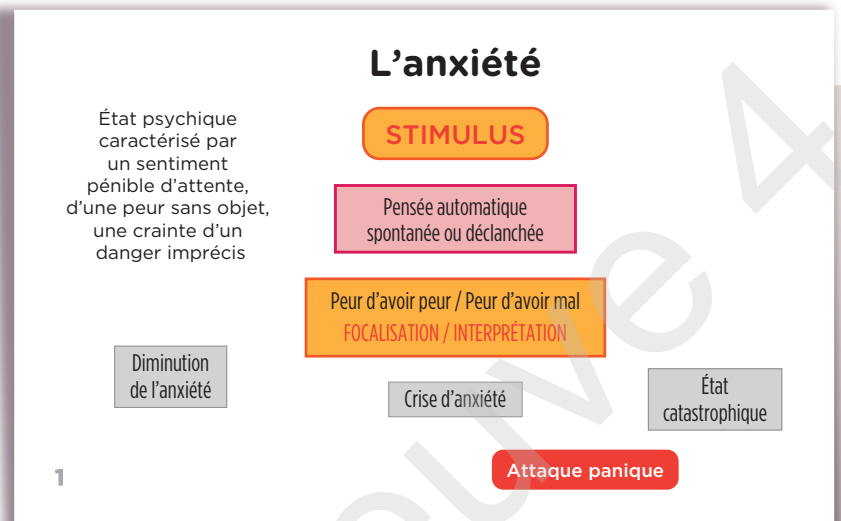 L'anxiété
État psychique
caractérisé par
un sentiment
pénible d'attente,
d'une peur sans objet,
une crainte d'un
danger imprécis
STIMULUS
Pensée automatique
spontanée ou déclanchée
Peur d'avoir peur / Peur d'avoir mal
FOCALISATION / INTERPRÉTATION
Diminution
de l'anxiété
Crise d'anxiété
État
catastrophique
Attaque panique
1
uve 4